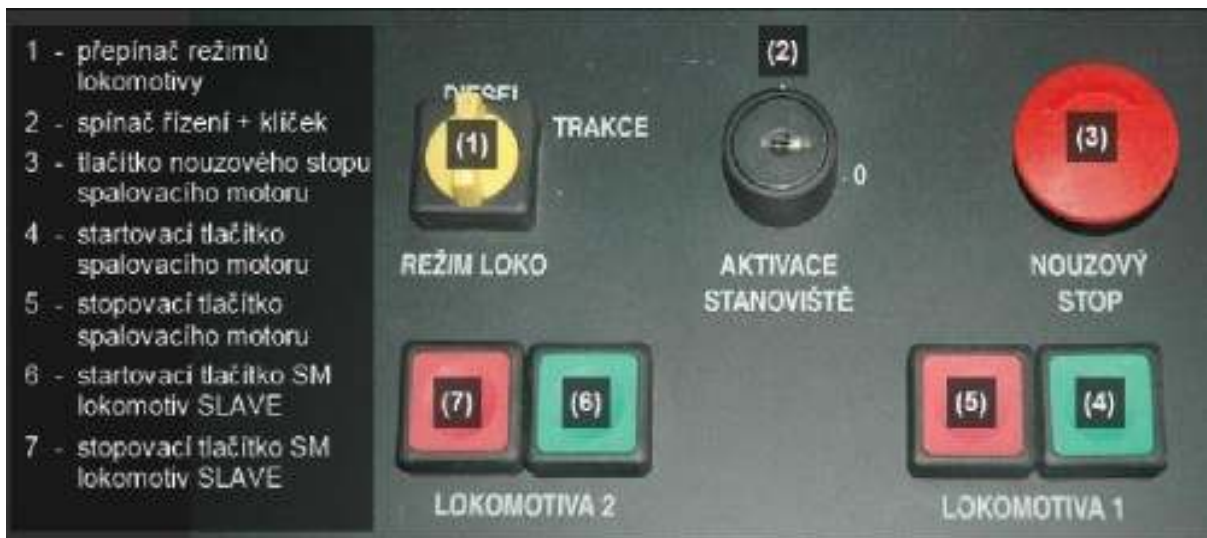 1 - přepínač režimů
lokomotivy
2 - spínač řízení + klíček
3 - tlačítko nouzového stopu
spalovacího motoru
4 - startovací tlačítko
spalovacího motoru
5 - stopovací tlačítko
spalovacího motoru
6 - startovací tlačítko SM
lokomotiv SLAVE
7 - stopovací tlačítko SM
lokomotiv SLAVE
(2)
DIESEL
(1)
TRAKCE
(3)
0
REŽIM LOKO
AKTIVACE
STANOVIŠTĚ
NOUZOVÝ
STOP
(7)
(6)
(5)
(4)
LOKOMOTIVA 2
LOKOMOTIVA 1